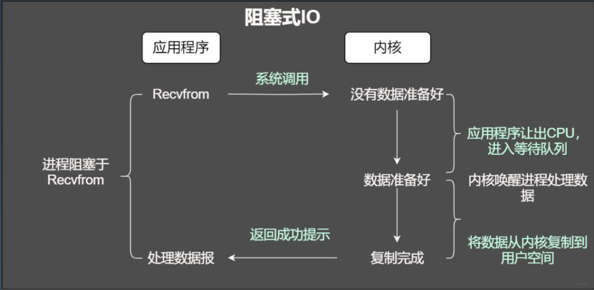 阻塞式IO
应用程序
内核
系统调用
Recvfrom
没有数据准备好
应用程序让出CPU，
进入等待队列
进程阻塞于
Recvfrom
数据准备好
内核唤醒进程处理数
据
返回成功提示
将数据从内核复制到
用户空间
处理数据报
复制完成